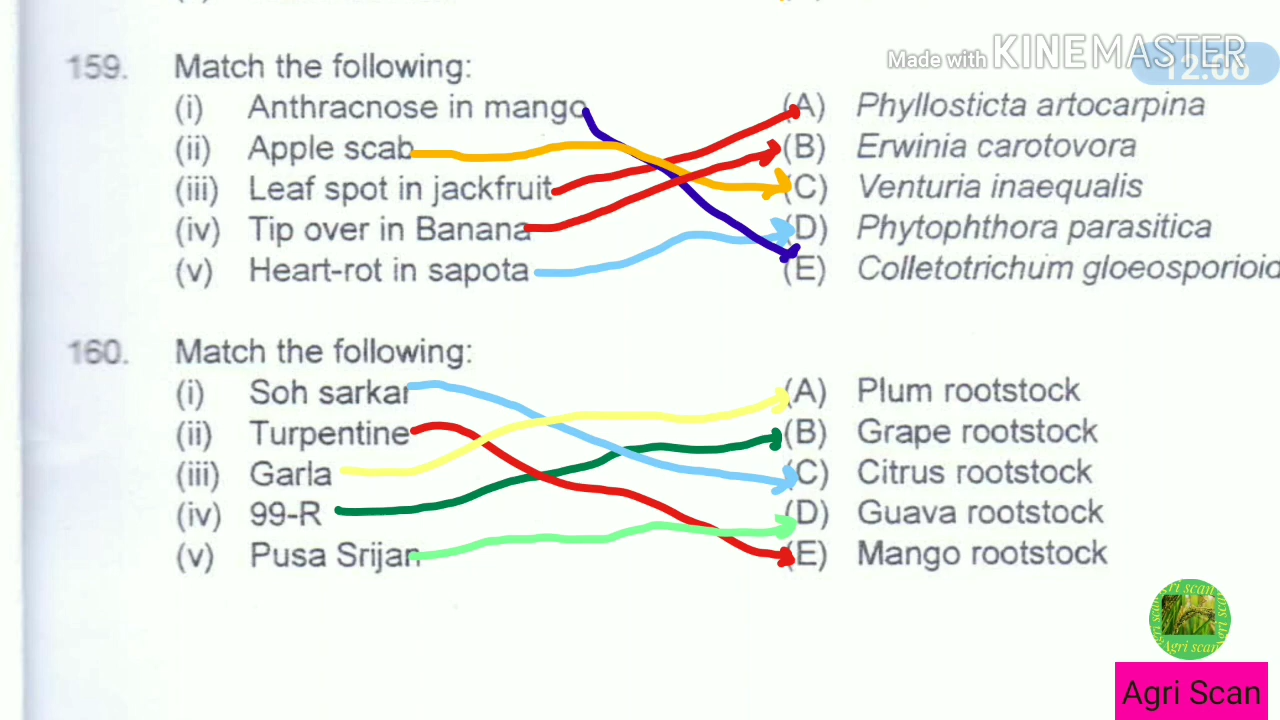 Made with KINEMASTER
159. Match the following:
(i) Anthracnose in mango (A) Phyllosticta artocarpina
(ii) Apple scab (B) Erwinia carotovora
(iii) Leaf spot in jackfruit (C) Venturia inaequalis
(iv) Tip over in Banana (D) Phytophthora parasitica
(v) Heart-rot in sapota (E) Colletotrichum gloeosporioid
160. Match the following:
(i) Soh sarkar (A) Plum rootstock
(ii) Turpentine (B) Grape rootstock
(iii) Garla (C) Citrus rootstock
(iv) 99-R (D) Guava rootstock
(v) Pusa Srijan (E) Mango rootstock
Agri scan
Agri Scan